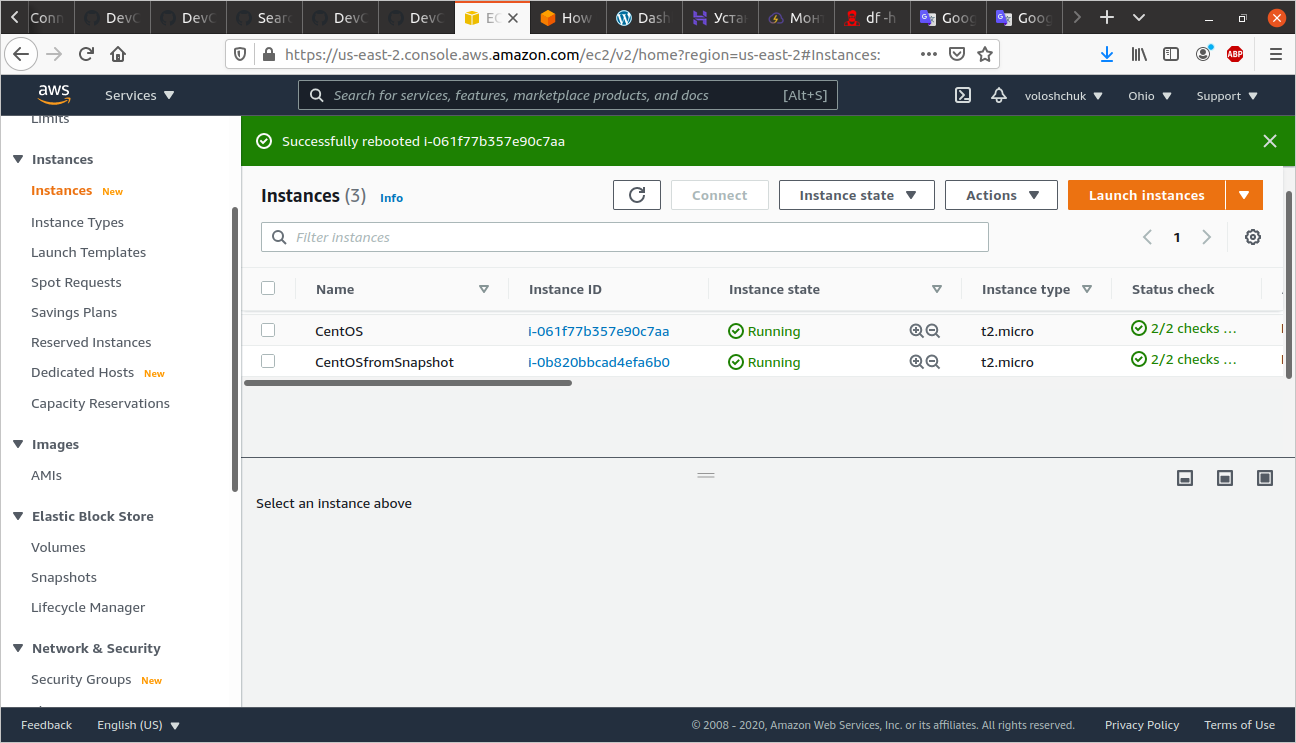 Conn DevC DevC Sear DevC DevC EC How Dash Уста Мон df -h Goog Goog
https://us-east-2.console.aws.amazon.com/ec2/v2/home?region=us-east-2#Instances:
ABP
aws Services Search for services, features, marketplace products, and docs [Alt+S] voloshchuk Ohio Support
Limits
Successfully rebooted i-061f77b357e90c7aa
Instances
Instances New
Instance Types
Launch Templates
Spot Requests
Savings Plans
Reserved Instances
Dedicated Hosts New
Capacity Reservations
Images
AMIs
Elastic Block Store
Volumes
Snapshots
Lifecycle Manager
Network & Security
Security Groups New
Instances (3) Info Connect Instance state Actions Launch instances
Filter instances 1
Name Instance ID Instance state Instance type Status check
CentOS i-061f77b357e90c7aa Running t2.micro 2/2 checks ...
CentOSfromSnapshot i-0b820bbcad4efa6b0 Running t2.micro 2/2 checks ...
Select an instance above
Feedback English (US) © 2008 - 2020, Amazon Web Services, Inc. or its affiliates. All rights reserved. Privacy Policy Terms of Use